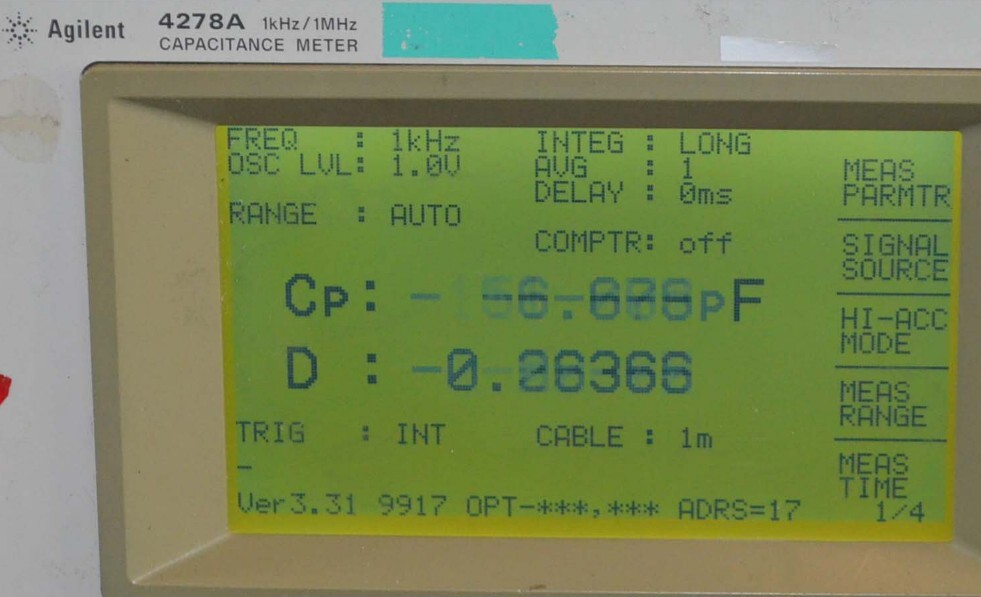 Agilent 4278A 1kHz/1MHz
CAPACITANCE METER
FREQ : 1kHz
OSC LVL: 1.0V
RANGE : AUTO
INTEG : LONG
AVG : 1
DELAY : 0ms
COMPTR: off
Cp: pF
D :
TRIG : INT
CABLE : 1m
-
Ver3.31 9917 OPT-***,*** ADRS=17
MEAS
PARMTR
SIGNAL
SOURCE
HI-ACC
MODE
MEAS
RANGE
MEAS
TIME
1/4